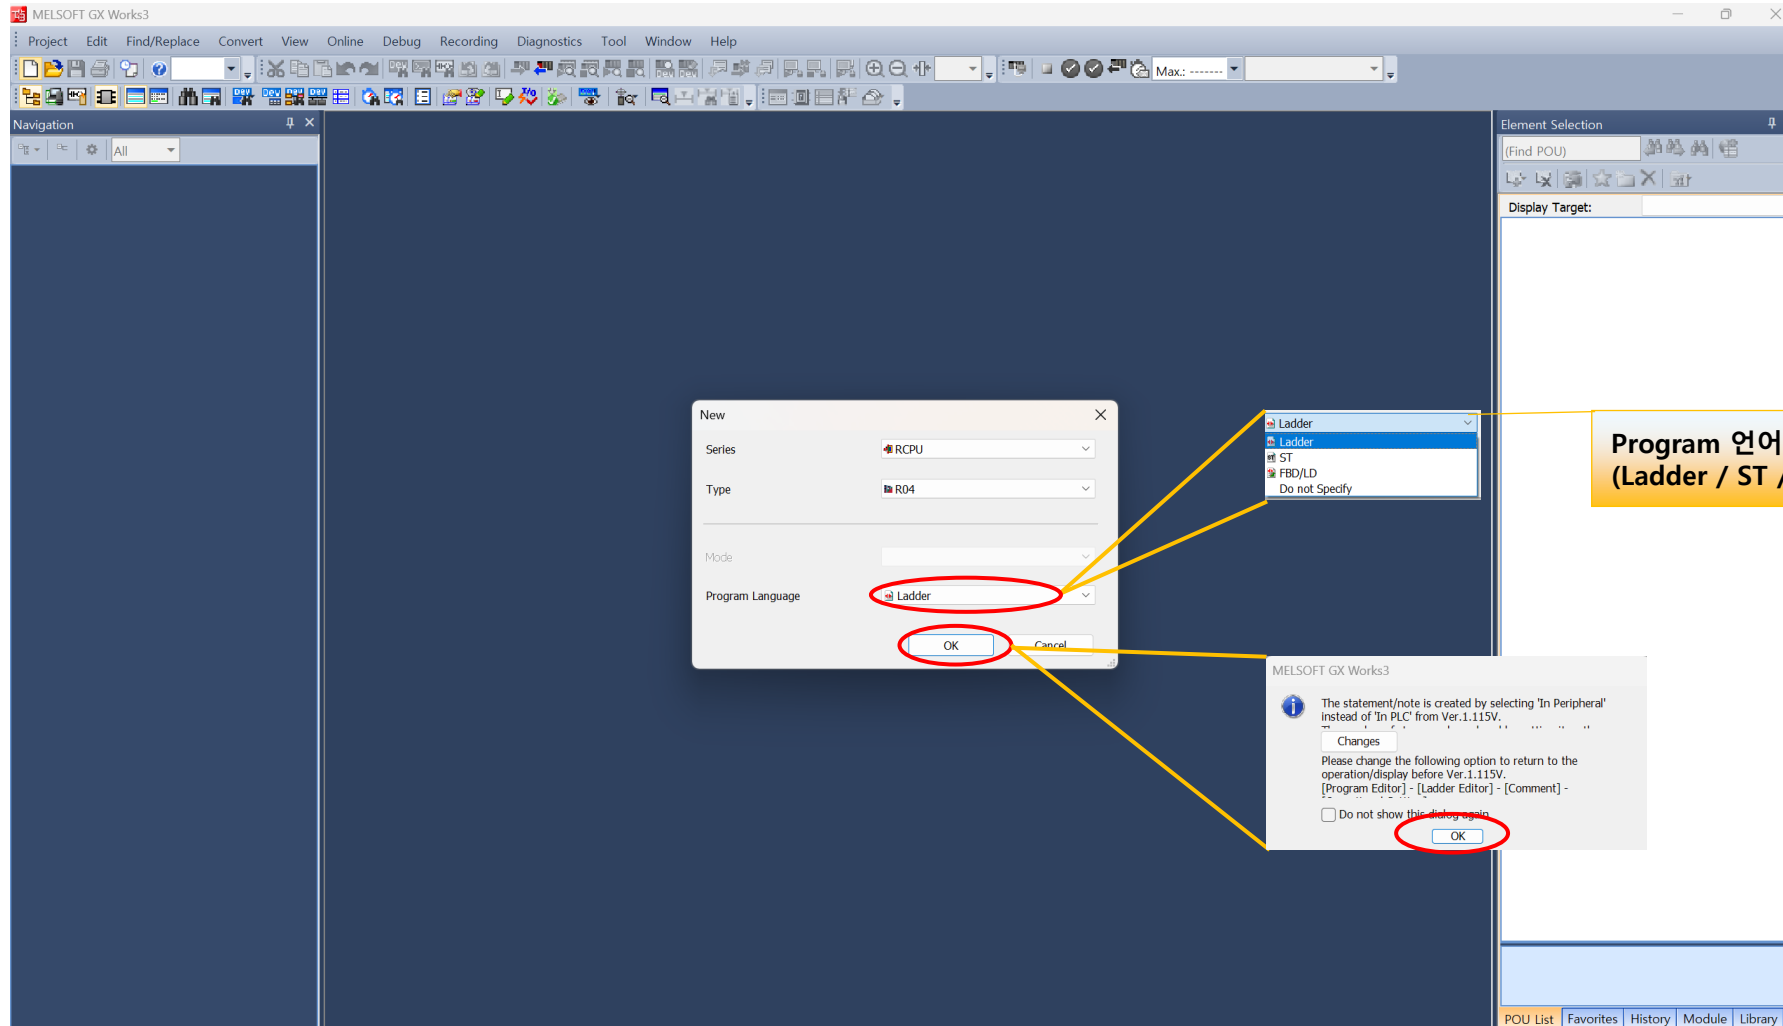 MELSOFT GX Works3
Project Edit Find/Replace Convert View Online Debug Recording Diagnostics Tool Window Help
Max.: -------
Navigation
All
Element Selection
(Find POU)
Display Target:
New
Series
RCPU
Type
R04
Mode
Program Language
Ladder
OK
Cancel
Ladder
Ladder
ST
FBD/LD
Do not Specify
Program 언어
(Ladder / ST /
MELSOFT GX Works3
The statement/note is created by selecting 'In Peripheral'
instead of 'In PLC' from Ver.1.115V.
Changes
Please change the following option to return to the
operation/display before Ver.1.115V.
[Program Editor] - [Ladder Editor] - [Comment] -
Do not show this dialog again
OK
POU List Favorites History Module Library